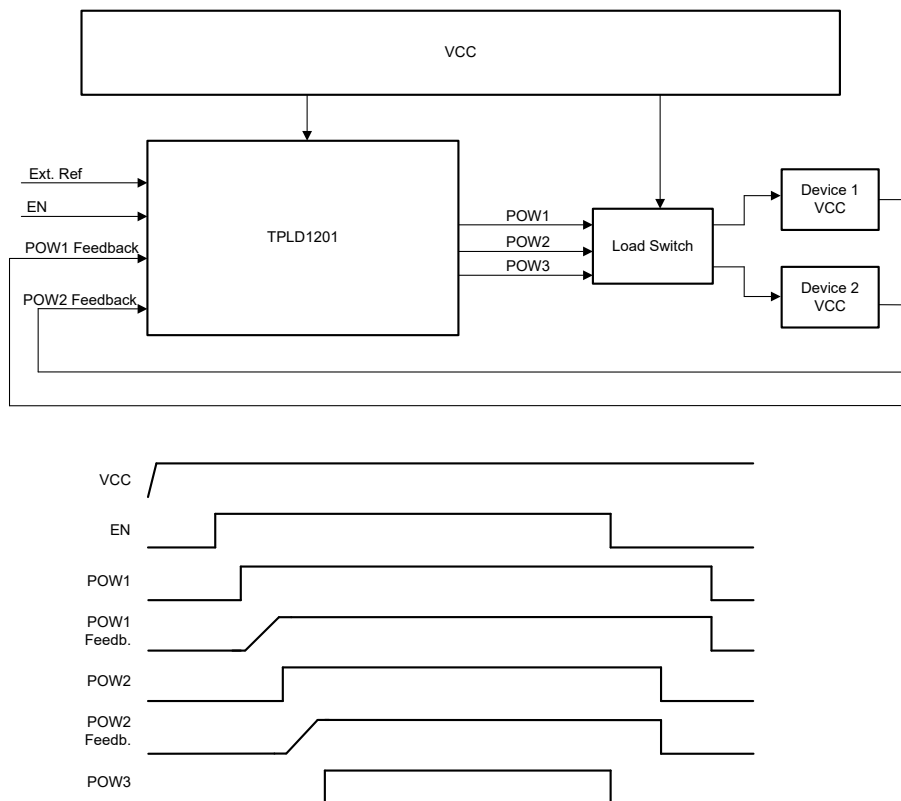 VCC
Ext. Ref
EN
POW1 Feedback
POW2 Feedback
TPLD1201
POW1
POW2
POW3
Load Switch
Device 1
VCC
Device 2
VCC
VCC
EN
POW1
POW1
Feedb.
POW2
POW2
Feedb.
POW3